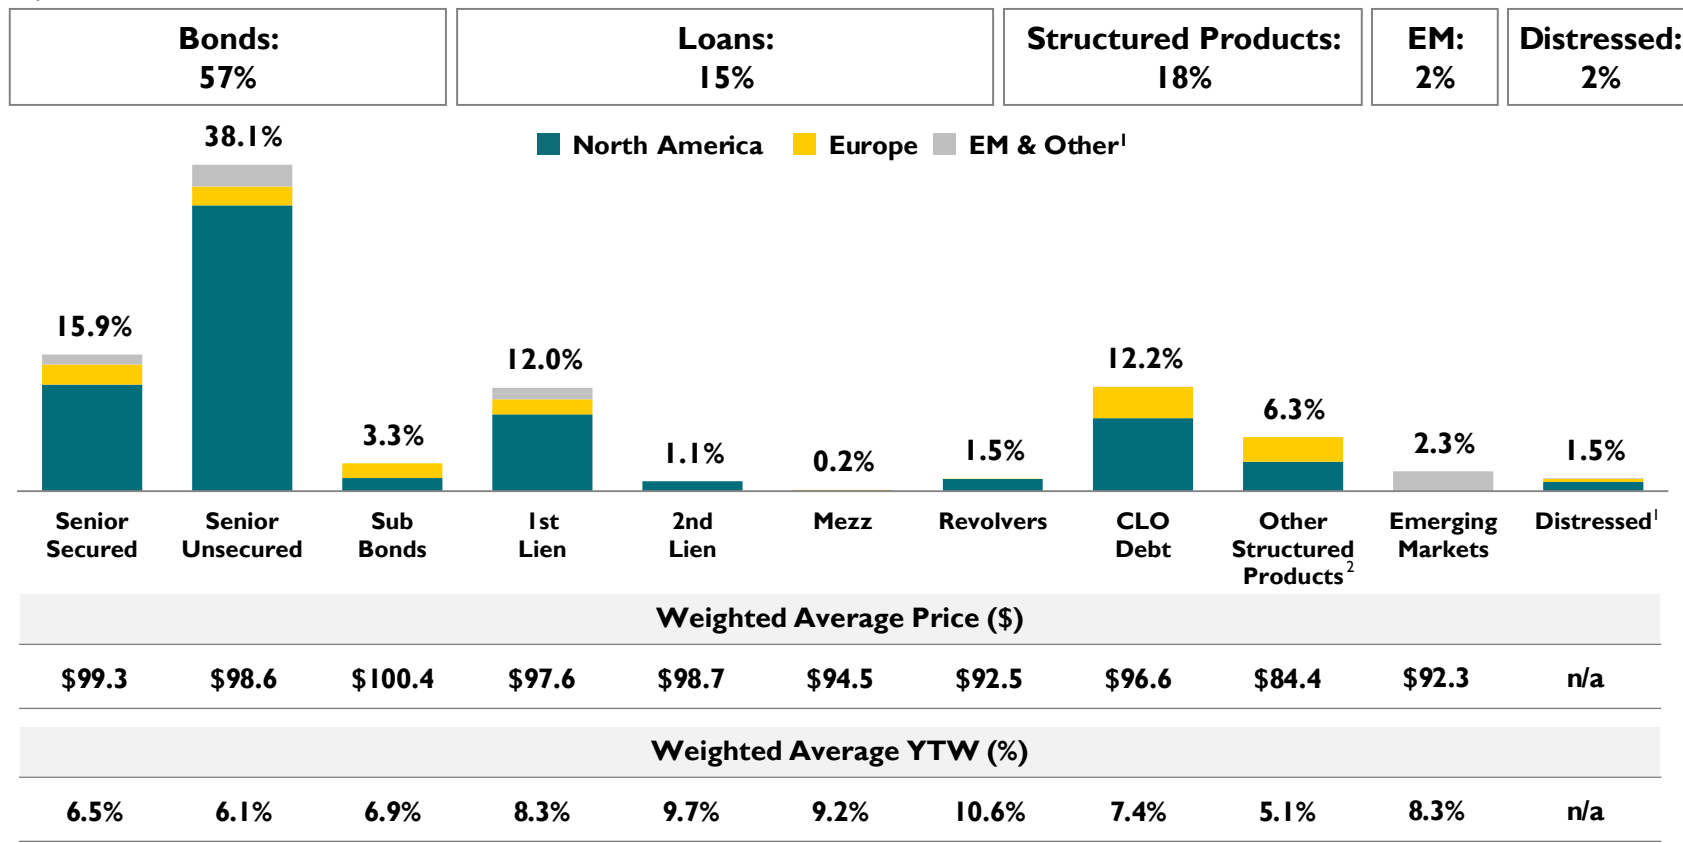 Bonds:
57%
Loans:
15%
Structured Products:
18%
EM:
2%
Distressed:
2%
North America
Europe
EM & Other¹
15.9%
38.1%
3.3%
12.0%
1.1%
0.2%
1.5%
12.2%
6.3%
2.3%
1.5%
Senior
Secured
Senior
Unsecured
Sub
Bonds
1st
Lien
2nd
Lien
Mezz
Revolvers
CLO
Debt
Other
Structured
Products²
Emerging
Markets
Distressed¹
Weighted Average Price ($)
$99.3 $98.6 $100.4 $97.6 $98.7 $94.5 $92.5 $96.6 $84.4 $92.3 n/a
Weighted Average YTW (%)
6.5% 6.1% 6.9% 8.3% 9.7% 9.2% 10.6% 7.4% 5.1% 8.3% n/a